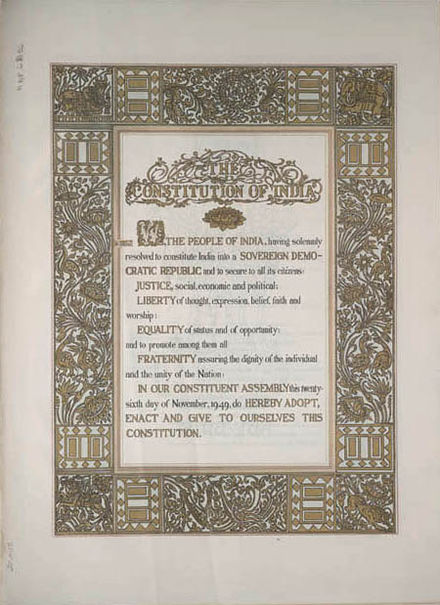 THE
CONSTITUTION OF INDIA
WE, THE PEOPLE OF INDIA, having solemnly
resolved to constitute India into a SOVEREIGN DEMO-
CRATIC REPUBLIC and to secure to all its citizens:
JUSTICE, social, economic and political;
LIBERTY of thought, expression, belief, faith and
worship;
EQUALITY of status and of opportunity;
and to promote among them all
FRATERNITY assuring the dignity of the individual
and the unity of the Nation;
IN OUR CONSTITUENT ASSEMBLY this twenty-
sixth day of November, 1949, do HEREBY ADOPT,
ENACT AND GIVE TO OURSELVES THIS
CONSTITUTION.